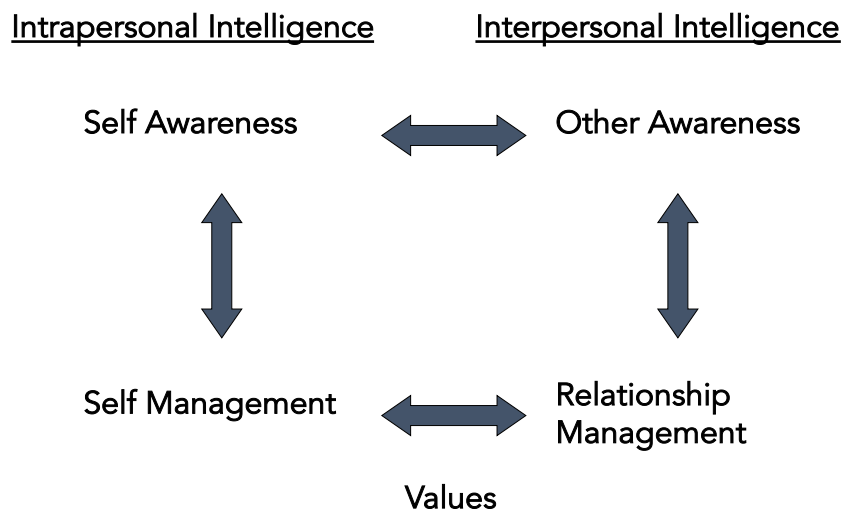 Intrapersonal Intelligence
Interpersonal Intelligence
Self Awareness
Other Awareness
Self Management
Relationship
Management
Values